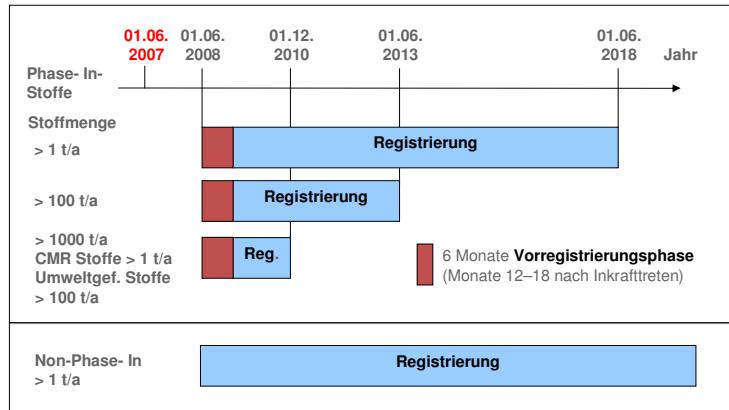 01.06. 01.06. 01.12. 01.06. 01.06.
2007 2008 2010 2013 2018 Jahr
Phase- In-
Stoffe
Stoffmenge
> 1 t/a Registrierung
> 100 t/a Registrierung
> 1000 t/a
CMR Stoffe > 1 t/a Reg.
Umweltgef. Stoffe
> 100 t/a
6 Monate Vorregistrierungsphase
(Monate 12–18 nach Inkrafttreten)
Non-Phase- In Registrierung
> 1 t/a